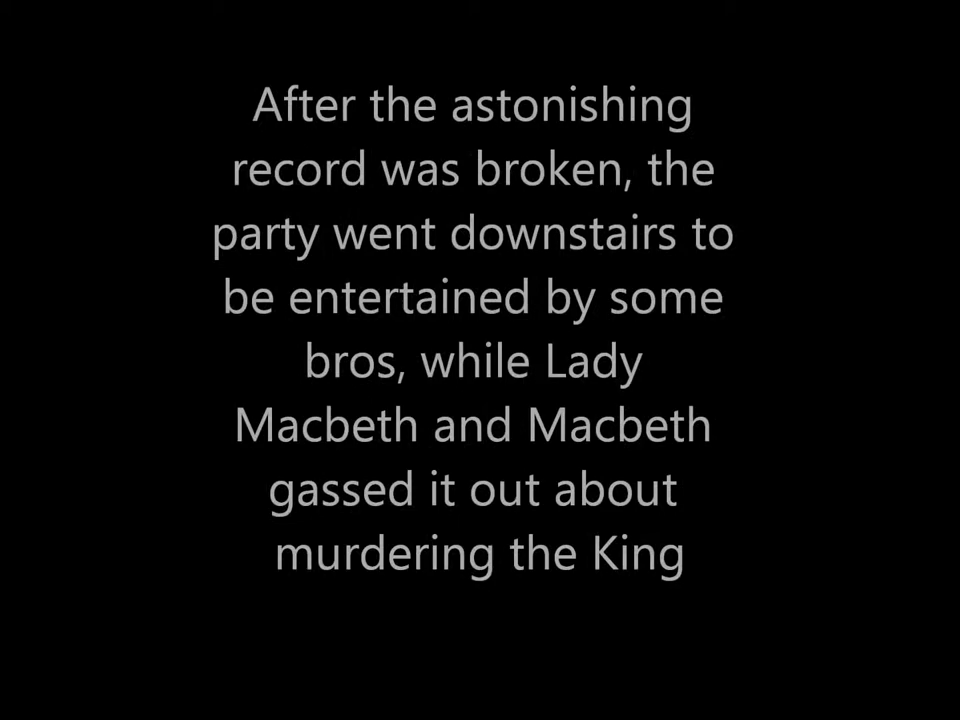 After the astonishing
record was broken, the
party went downstairs to
be entertained by some
bros, while Lady
Macbeth and Macbeth
gassed it out about
murdering the King